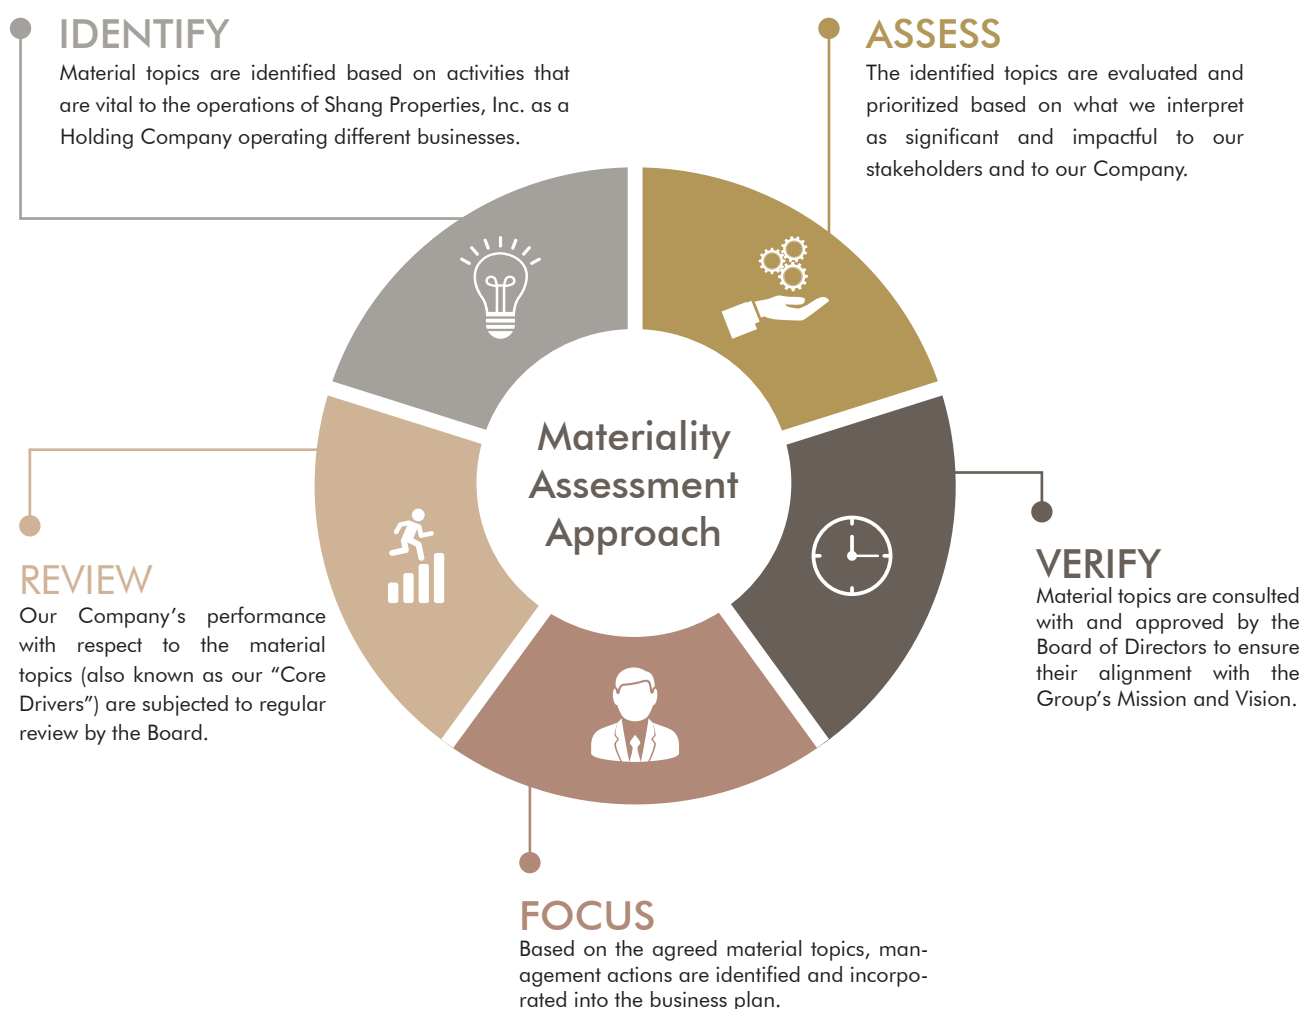 IDENTIFY
Material topics are identified based on activities that
are vital to the operations of Shang Properties, Inc. as a
Holding Company operating different businesses.
ASSESS
The identified topics are evaluated and
prioritized based on what we interpret
as significant and impactful to our
stakeholders and to our Company.
Materiality
Assessment
Approach
VERIFY
Material topics are consulted
with and approved by the
Board of Directors to ensure
their alignment with the
Group's Mission and Vision.
REVIEW
Our Company's performance
with respect to the material
topics (also known as our “Core
Drivers”) are subjected to regular
review by the Board.
FOCUS
Based on the agreed material topics, man-
agement actions are identified and incorpo-
rated into the business plan.